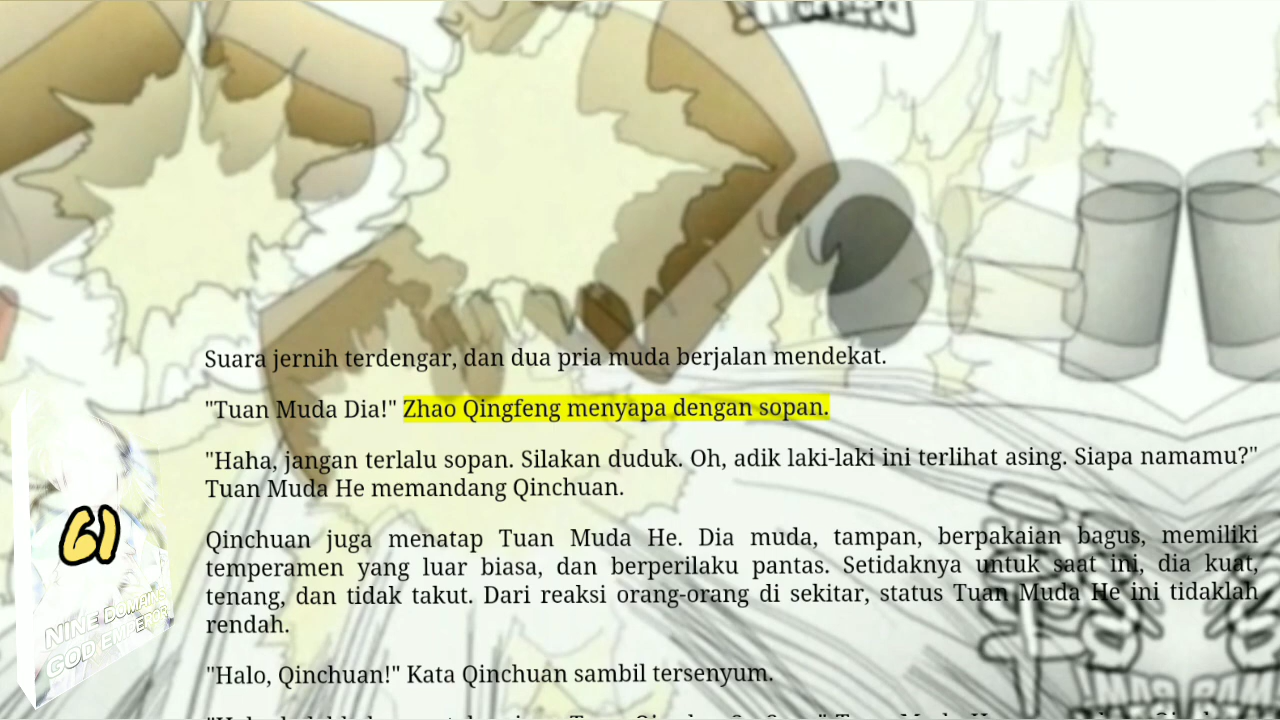 Suara jernih terdengar, dan dua pria muda berjalan mendekat.
"Tuan Muda Dia!" Zhao Qingfeng menyapa dengan sopan.
"Haha, jangan terlalu sopan. Silakan duduk. Oh, adik laki-laki ini terlihat asing. Siapa namamu?"
Tuan Muda He memandang Qinchuan.
Qinchuan juga menatap Tuan Muda He. Dia muda, tampan, berpakaian bagus, memiliki
temperamen yang luar biasa, dan berperilaku pantas. Setidaknya untuk saat ini, dia kuat,
tenang, dan tidak takut. Dari reaksi orang-orang di sekitar, status Tuan Muda He ini tidaklah
rendah.
"Halo, Qinchuan!" Kata Qinchuan sambil tersenyum.
61
NINE DOMAINS
GOD EMPEROR